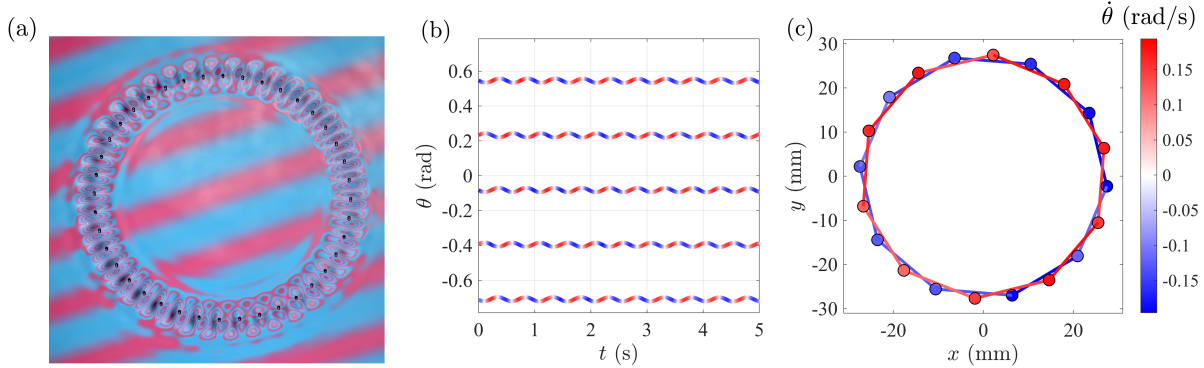 (a)
(b)
0.6
0.4
0.2
0
-0.2
-0.4
-0.6
θ (rad)
0 1 2 3 4 5
t (s)
(c)
30
20
10
0
-10
-20
-30
y (mm)
-20 0 20
x (mm)
θ̇ (rad/s)
0.15
0.1
0.05
0
-0.05
-0.1
-0.15